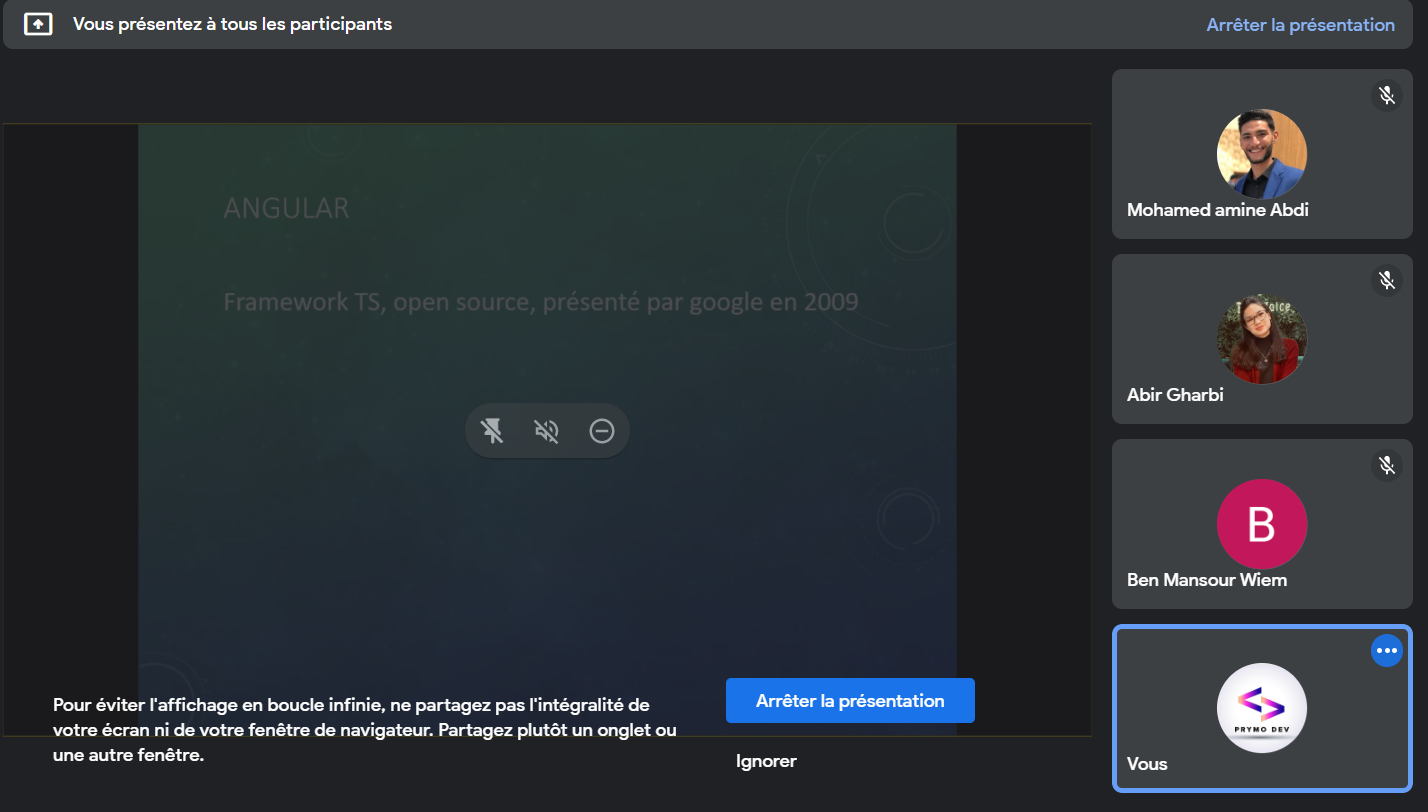 Vous présentez à tous les participants
Arrêter la présentation
ANGULAR
Framework TS, open source, présenté par google en 2009
Pour éviter l'affichage en boucle infinie, ne partagez pas l'intégralité de
votre écran ni de votre fenêtre de navigateur. Partagez plutôt un onglet ou
une autre fenêtre.
Arrêter la présentation
Ignorer
Mohamed amine Abdi
Abir Gharbi
B
Ben Mansour Wiem
PRYMO DEV
Vous